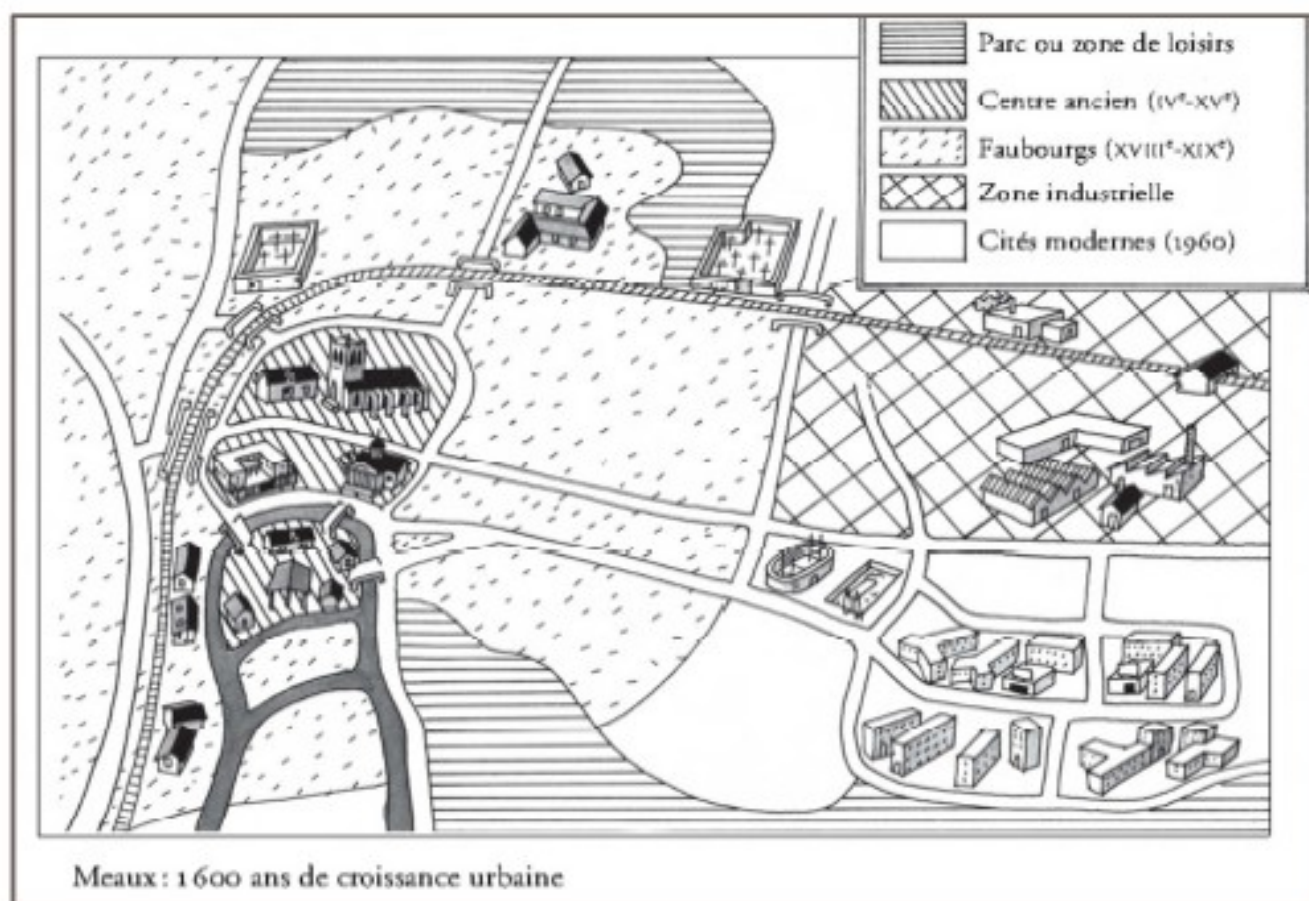 Parc ou zone de loisirs
Centre ancien (IVᵉ-XVᵉ)
Faubourgs (XVIIIᵉ-XIXᵉ)
Zone industrielle
Cités modernes (1960)
Meaux : 1 600 ans de croissance urbaine